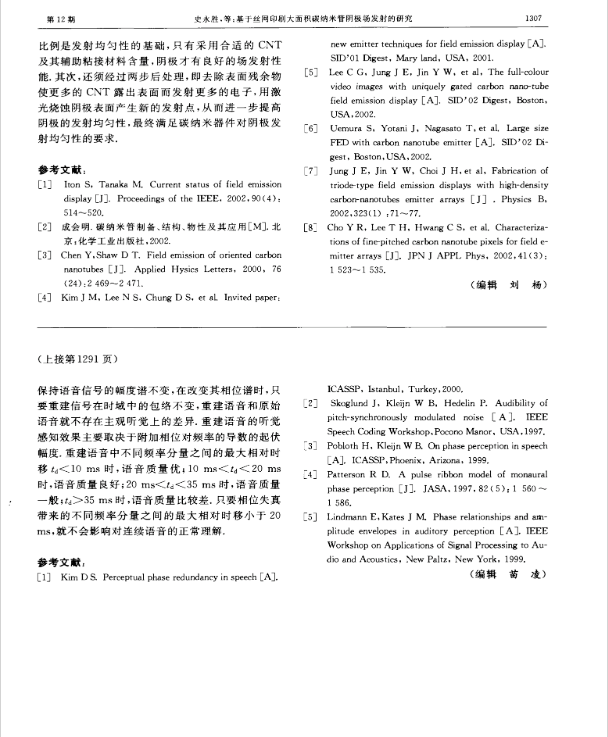 第 12 期
史永胜,等:基于丝网印刷大面积碳纳米管阴极场发射的研究
1307
比例是发射均匀性的基础,只有采用合适的 CNT
及其辅助粘接材料含量,阴极才有良好的场发射性
能. 其次,还须经过两步后处理,即去除表面残余物
使更多的 CNT 露出表面而发射更多的电子,用激
光烧蚀阴极表面产生新的发射点,从而进一步提高
阴极的发射均匀性,最终满足碳纳米器件对阴极发
射均匀性的要求.
参考文献:
[1] Iton S, Tanaka M. Current status of field emission
display [J]. Proceedings of the IEEE, 2002,90(4):
514~520.
[2] 成会明. 碳纳米管制备、结构、物性及其应用[M]. 北
京:化学工业出版社,2002.
[3] Chen Y,Shaw D T. Field emission of oriented carbon
nanotubes [J]. Applied Hysics Letters, 2000, 76
(24):2 469~2 471.
[4] Kim J M, Lee N S, Chung D S, et al. Invited paper:
new emitter techniques for field emission display [A].
SID'01 Digest, Mary land, USA, 2001.
[5] Lee C G, Jung J E, Jin Y W, et al, The full-colour
video images with uniquely gated carbon nano-tube
field emission display [A]. SID'02 Digest, Boston,
USA,2002.
[6] Uemura S, Yotani J, Nagasato T, et al. Large size
FED with carbon nanotube emitter [A]. SID'02 Di-
gest, Boston,USA,2002.
[7] Jung J E, Jin Y W, Choi J H, et al, Fabrication of
triode-type field emission displays with high-density
carbon-nanotubes emitter arrays [J]. Physics B,
2002,323(1) :71~77.
[8] Cho Y R, Lee T H, Hwang C S, et al. Characteriza-
tions of fine-pitched carbon nanotube pixels for field e-
mitter arrays [J]. JPN J APPL Phys, 2002,41(3):
1 523~1 535.
(编辑 刘 杨)
(上接第 1291 页)
保持语音信号的幅度谱不变,在改变其相位谱时,只
要重建信号在时域中的包络不变,重建语音和原始
语音就不存在主观听觉上的差异. 重建语音的听觉
感知效果主要取决于附加相位对频率的导数的起伏
幅度. 重建语音中不同频率分量之间的最大相对时
移 t_d<10 ms 时,语音质量优;10 ms<t_d<20 ms
时,语音质量良好;20 ms<t_d<35 ms 时,语音质量
一般;t_d>35 ms 时,语音质量比较差. 只要相位失真
带来的不同频率分量之间的最大相对时移小于 20
ms,就不会影响对连续语音的正常理解.
参考文献:
[1] Kim D S. Perceptual phase redundancy in speech [A].
ICASSP, Istanbul, Turkey,2000.
[2] Skoglund J, Kleijn W B, Hedelin P. Audibility of
pitch-synchronously modulated noise [A]. IEEE
Speech Coding Workshop,Pocono Manor, USA,1997.
[3] Pobloth H, Kleijn W B. On phase perception in speech
[A]. ICASSP,Phoenix, Arizona, 1999.
[4] Patterson R D. A pulse ribbon model of monaural
phase perception [J]. JASA, 1997, 82 (5): 1 560 ~
1 586.
[5] Lindmann E,Kates J M. Phase relationships and am-
plitude envelopes in auditory perception [A]. IEEE
Workshop on Applications of Signal Processing to Au-
dio and Acoustics, New Paltz, New York, 1999.
(编辑 苗 凌)